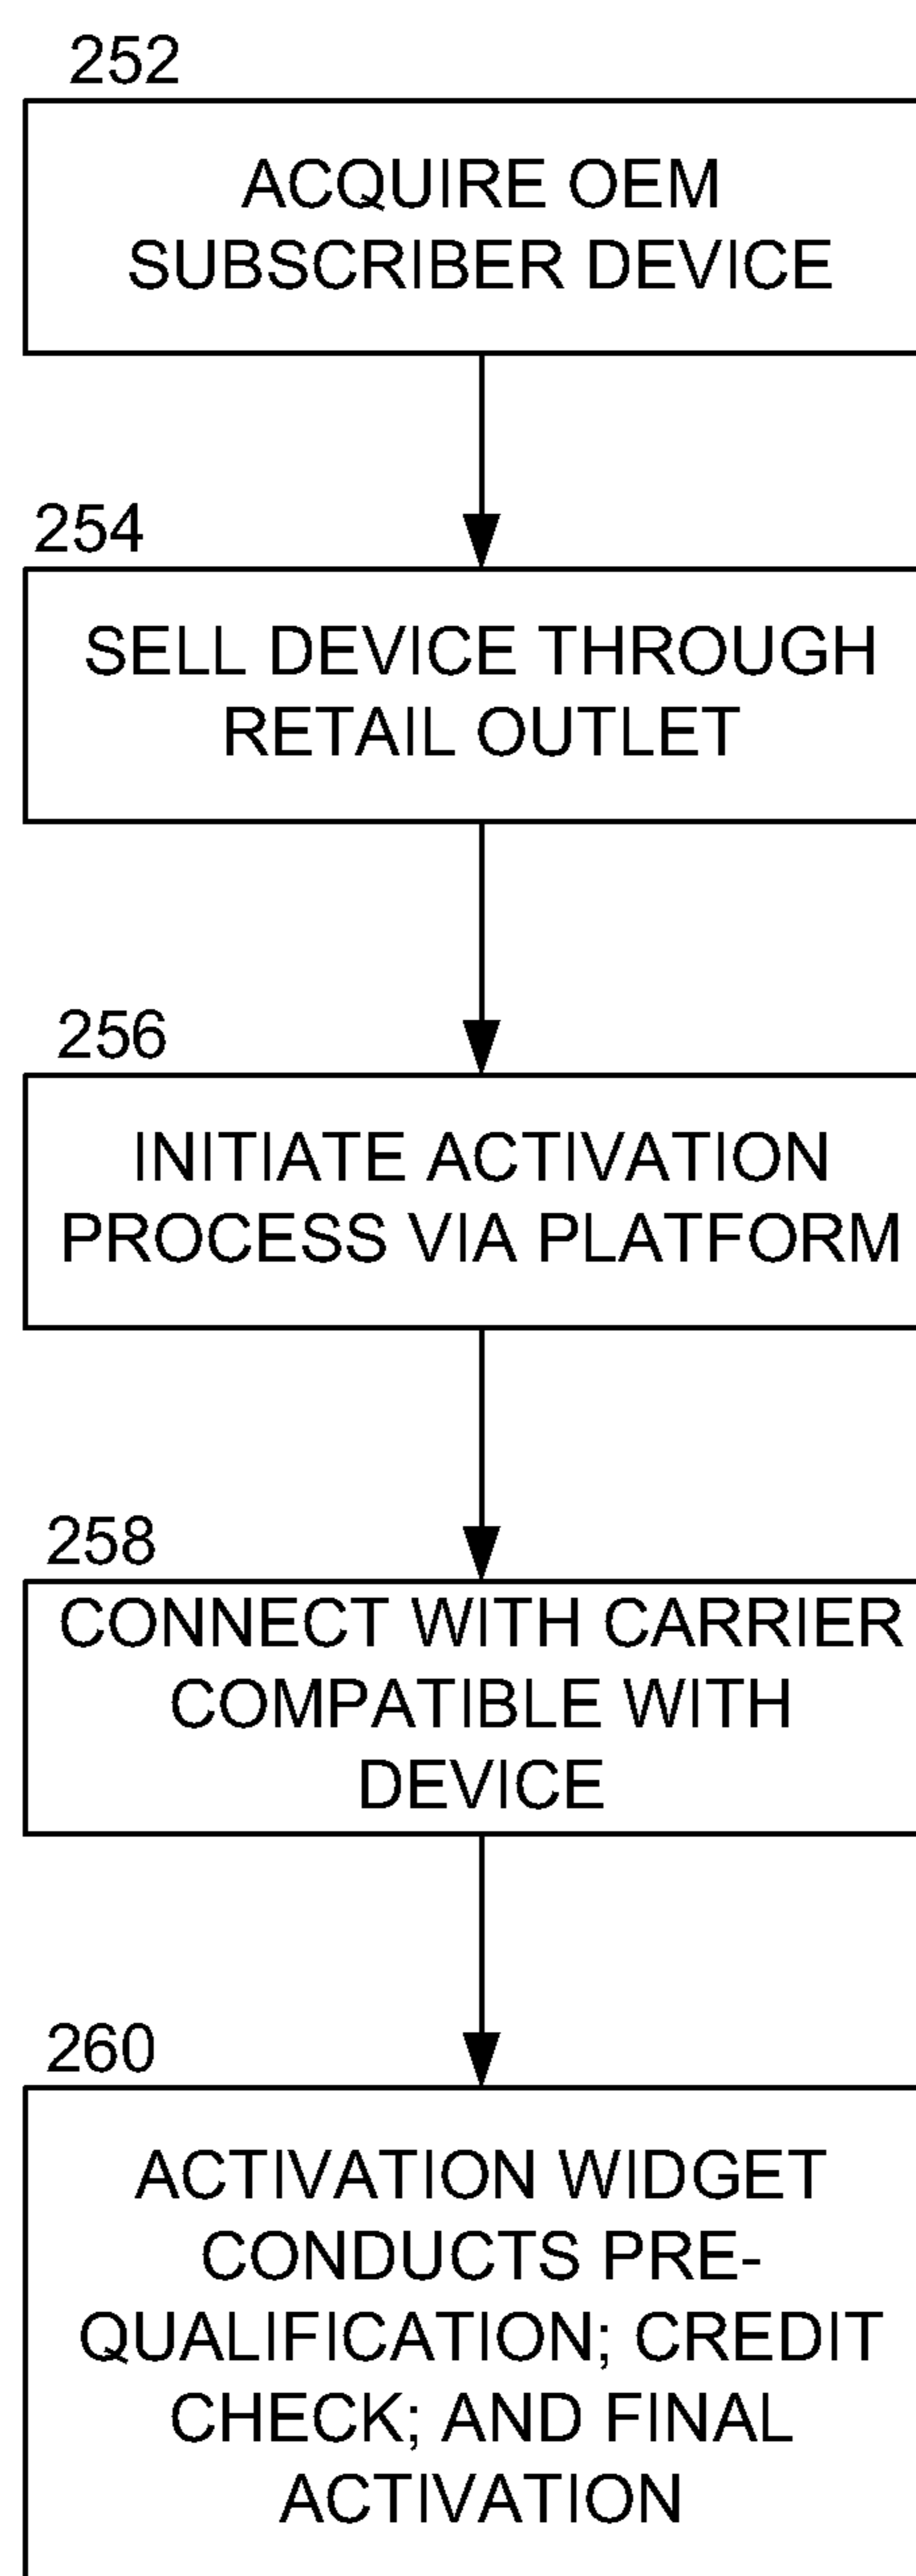 252
ACQUIRE OEM
SUBSCRIBER DEVICE
254
SELL DEVICE THROUGH
RETAIL OUTLET
256
INITIATE ACTIVATION
PROCESS VIA PLATFORM
258
CONNECT WITH CARRIER
COMPATIBLE WITH
DEVICE
260
ACTIVATION WIDGET
CONDUCTS PRE-
QUALIFICATION; CREDIT
CHECK; AND FINAL
ACTIVATION